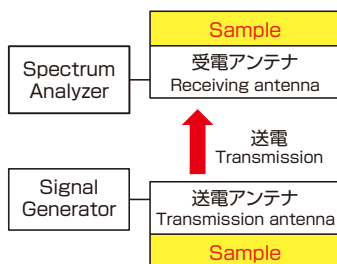 Sample
Spectrum
Analyzer
受電アンテナ
Receiving antenna
送電
Transmission
Signal
Generator
送電アンテナ
Transmission antenna
Sample